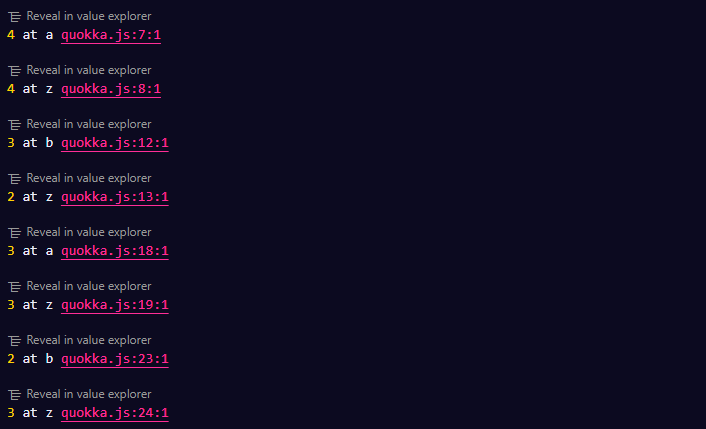 Reveal in value explorer
4 at a quokka.js:7:1
Reveal in value explorer
4 at z quokka.js:8:1
Reveal in value explorer
3 at b quokka.js:12:1
Reveal in value explorer
2 at z quokka.js:13:1
Reveal in value explorer
3 at a quokka.js:18:1
Reveal in value explorer
3 at z quokka.js:19:1
Reveal in value explorer
2 at b quokka.js:23:1
Reveal in value explorer
3 at z quokka.js:24:1